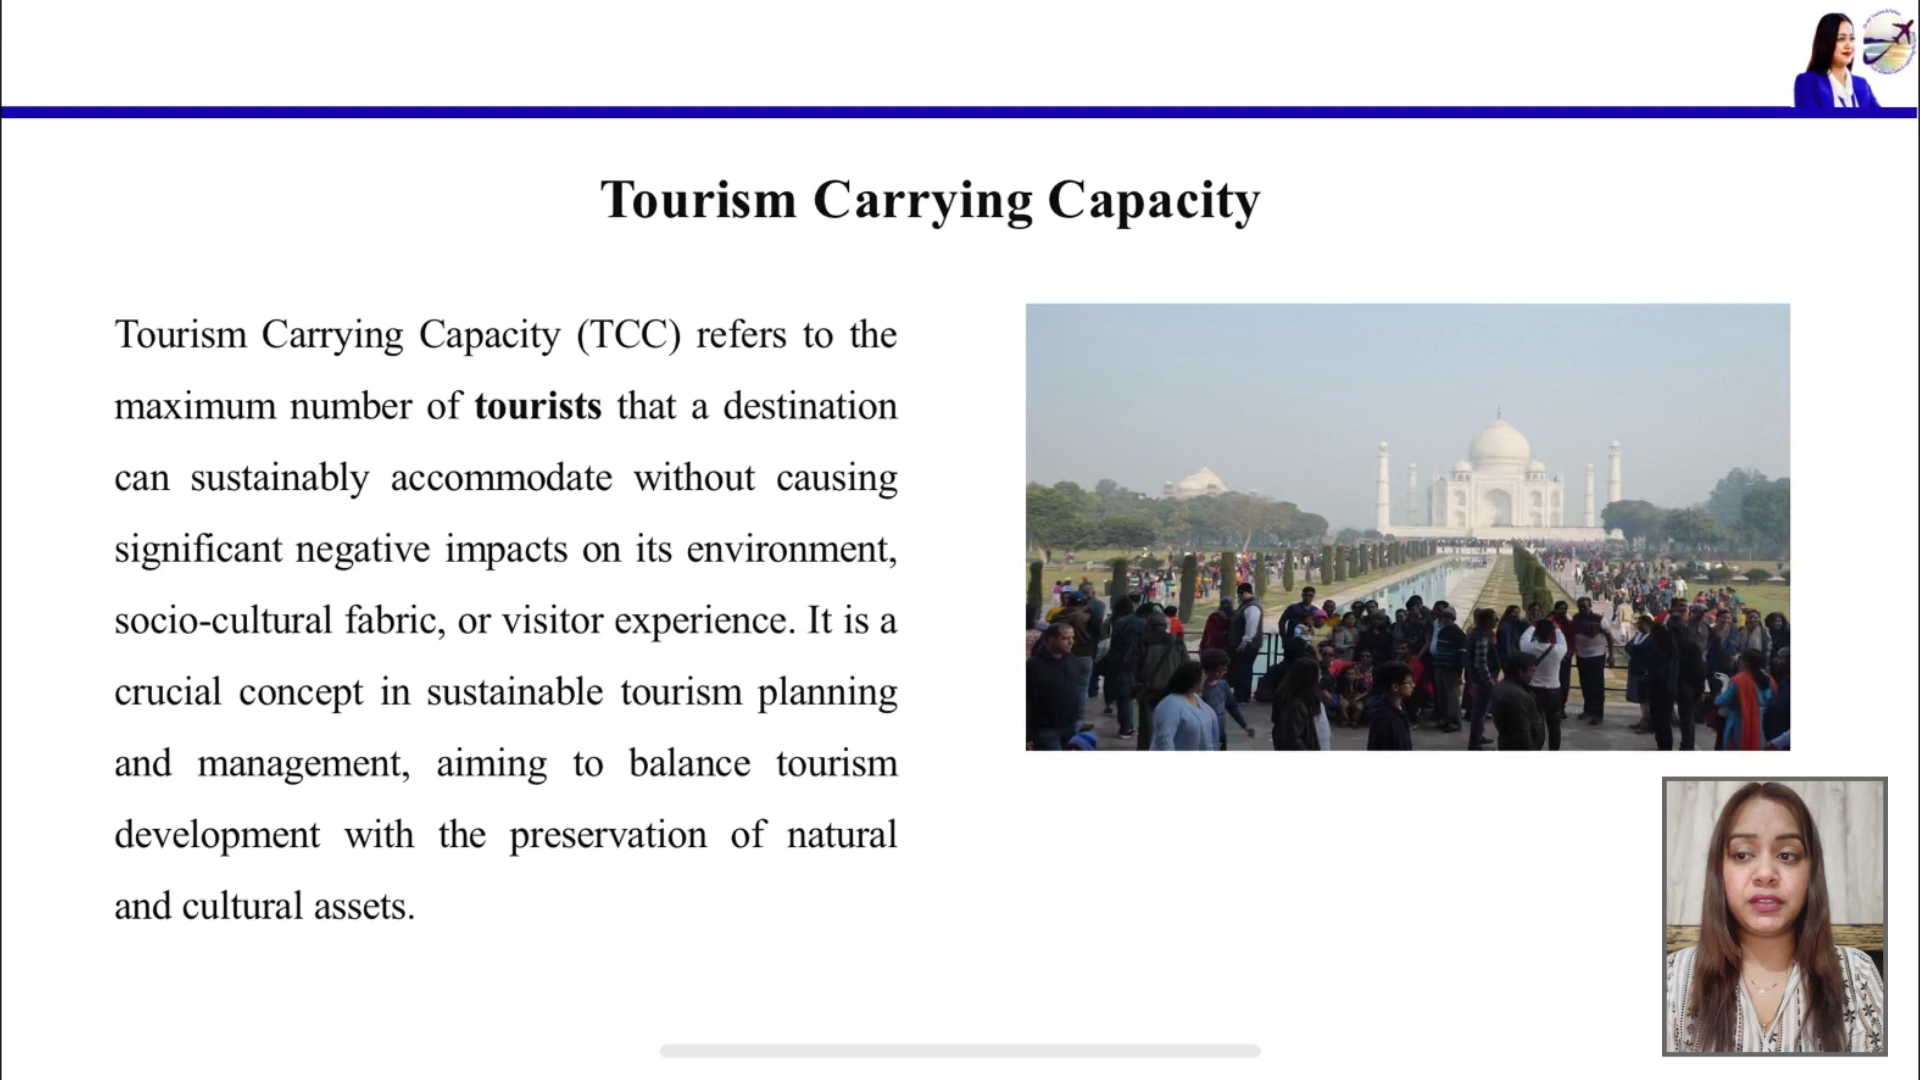 Tourism Carrying Capacity
Tourism Carrying Capacity (TCC) refers to the
maximum number of tourists that a destination
can sustainably accommodate without causing
significant negative impacts on its environment,
socio-cultural fabric, or visitor experience. It is a
crucial concept in sustainable tourism planning
and management, aiming to balance tourism
development with the preservation of natural
and cultural assets.